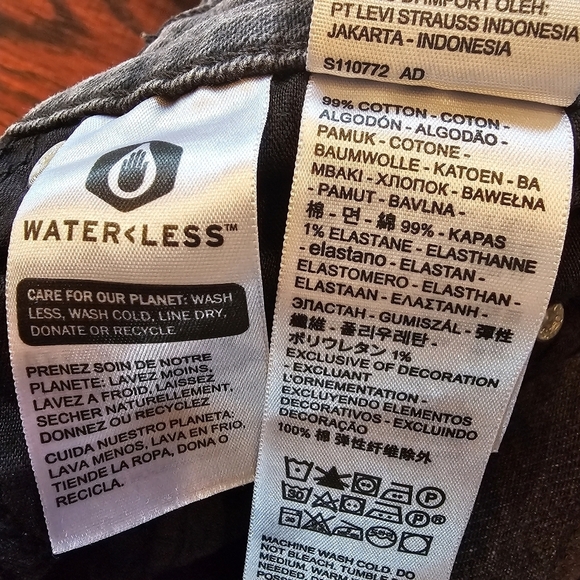 IMPORT OLEH:
PT LEVI STRAUSS INDONESIA
JAKARTA - INDONESIA
S110772 AD
WATER<LESS™
CARE FOR OUR PLANET: WASH
LESS, WASH COLD, LINE DRY,
DONATE OR RECYCLE
PRENEZ SOIN DE NOTRE
PLANETE: LAVEZ MOINS,
LAVEZ A FROID, LAISSEZ
SECHER NATURELLEMENT,
DONNEZ OU RECYCLEZ
CUIDA NUESTRO PLANETA:
LAVA MENOS, LAVA EN FRIO,
TIENDE LA ROPA, DONA O
RECICLA.
99% COTTON - COTON -
ALGODÓN - ALGODÃO -
PAMUK - COTONE -
BAUMWOLLE - KATOEN - BA
MBAKI - ХЛОПОК - BAWEŁNA
- PAMUT - BAVLNA -
棉 - 면 - 綿 99% - KAPAS
1% ELASTANE - ELASTHANNE
- elastano - ELASTAN -
ELASTOMERO - ELASTHAN -
ELASTAAN - ΕΛΑΣΤΑΝΗ -
ЭЛАСТАН - GUMISZÁL - 彈性
纖維 - 폴리우레탄 -
ポリウレタン 1%
EXCLUSIVE OF DECORATION
- EXCLUANT
L'ORNEMENTATION -
EXCLUYENDO ELEMENTOS
DECORATIVOS - EXCLUINDO
DECORAÇÃO
100% 棉 弹性纤维除外
MACHINE WASH COLD. DO
NOT BLEACH. TUMBLE D
MEDIUM. WARM
NEEDED.
POSS